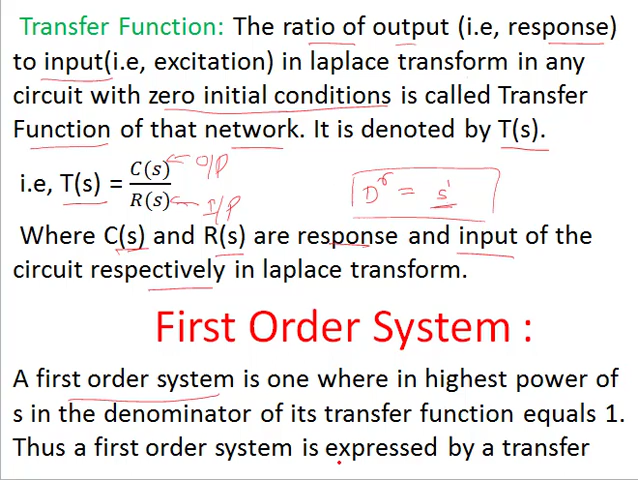 Transfer Function: The ratio of output (i.e, response)
to input(i.e, excitation) in laplace transform in any
circuit with zero initial conditions is called Transfer
Function of that network. It is denoted by T(s).
i.e, T(s) = C(s)/R(s)
O/P
I/P
Dʳ = s¹
Where C(s) and R(s) are response and input of the
circuit respectively in laplace transform.
First Order System :
A first order system is one where in highest power of
s in the denominator of its transfer function equals 1.
Thus a first order system is expressed by a transfer